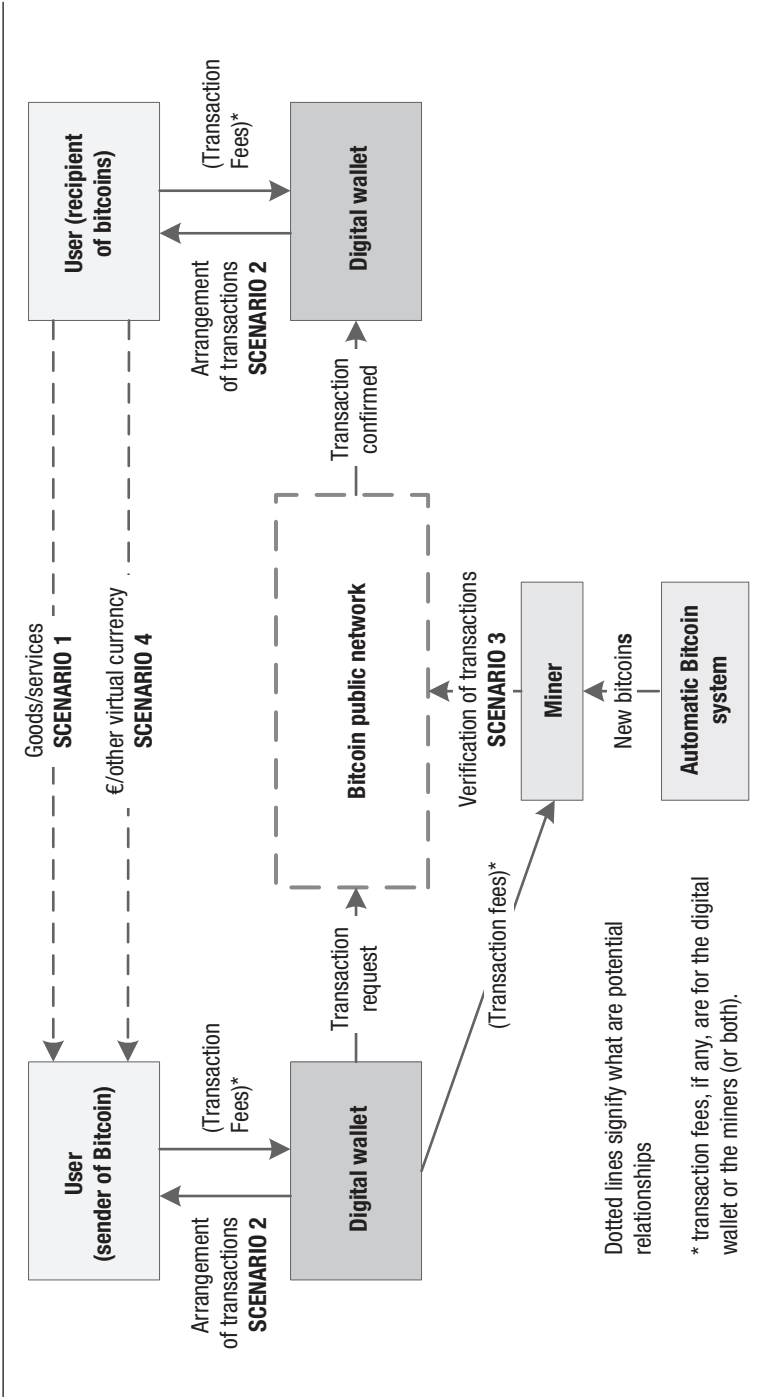 Goods/services
SCENARIO 1
€/other virtual currency
SCENARIO 4
User
(sender of Bitcoin)
User (recipient
of bitcoins)
Arrangement
of transactions
SCENARIO 2
(Transaction
Fees)*
Arrangement
of transactions
SCENARIO 2
(Transaction
Fees)*
Digital wallet
Transaction
request
Bitcoin public network
Transaction
confirmed
Digital wallet
(Transaction fees)*
Verification of transactions
SCENARIO 3
Miner
New bitcoins
Automatic Bitcoin
system
Dotted lines signify what are potential
relationships
* transaction fees, if any, are for the digital
wallet or the miners (or both).